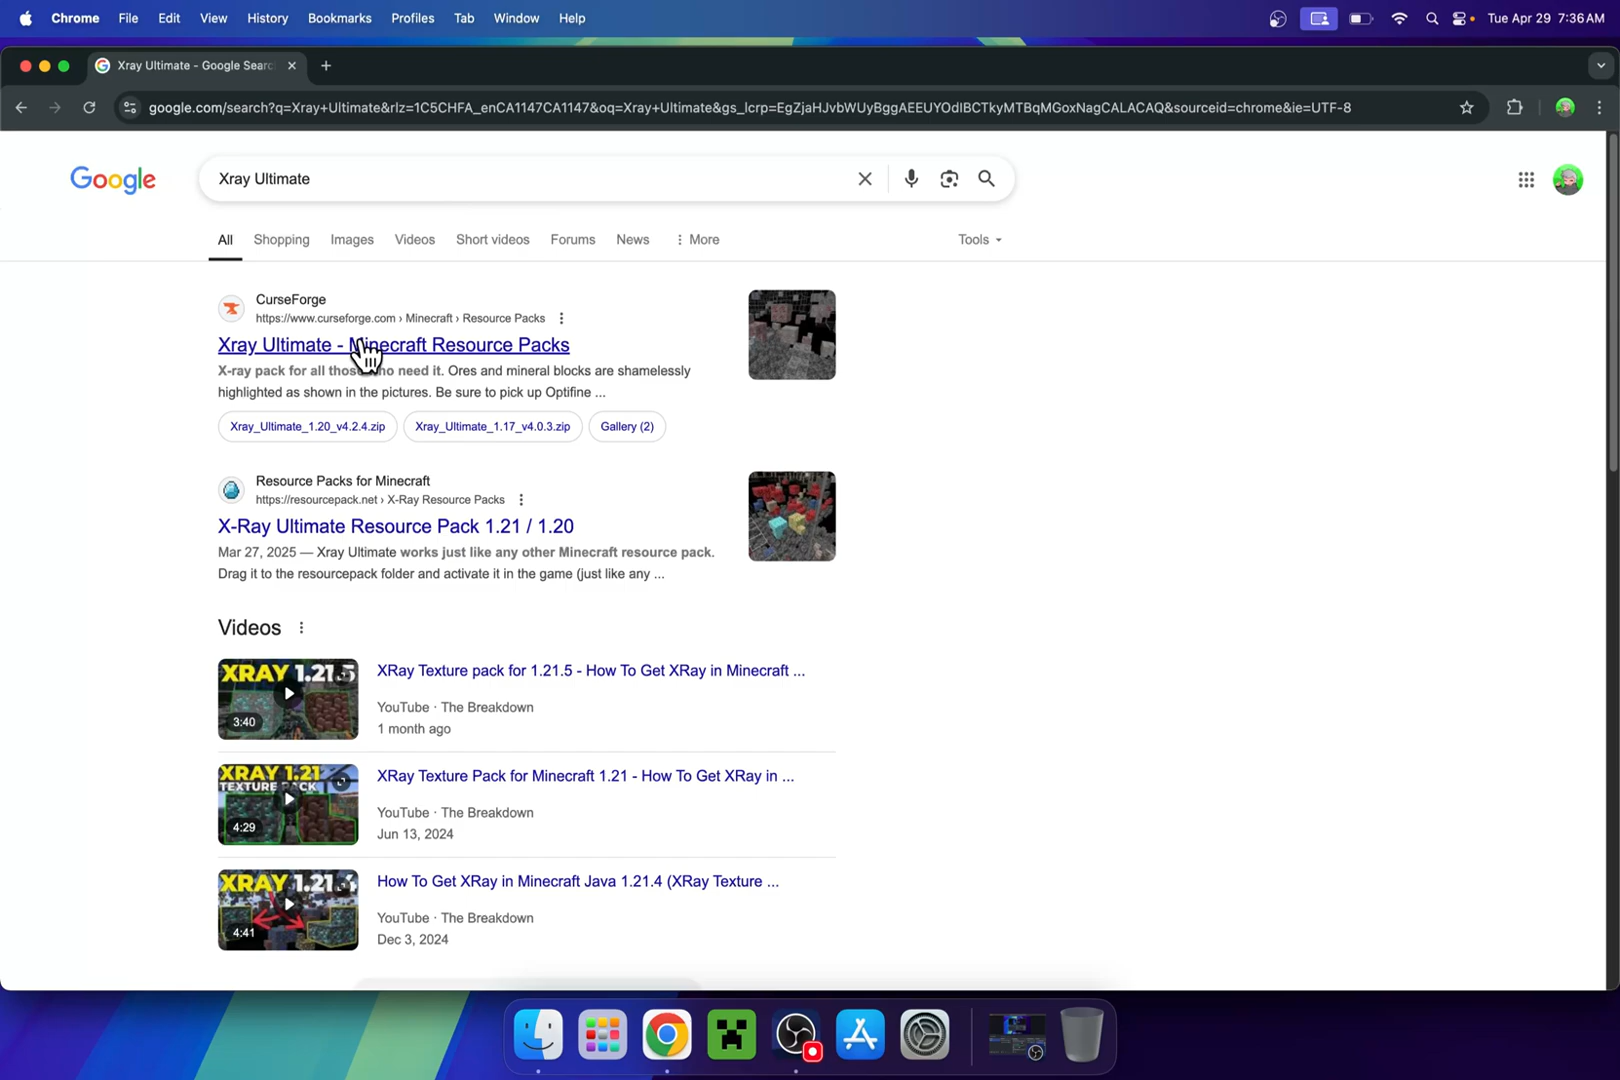 Chrome File Edit View History Bookmarks Profiles Tab Window Help Tue Apr 29 7:36 AM
Xray Ultimate - Google Searc
google.com/search?q=Xray+Ultimate&rlz=1C5CHFA_enCA1147CA1147&oq=Xray+Ultimate&gs_lcrp=EgZjaHJvbWUyBggAEEUYOdIBCTkyMTBqMGoxNagCALACAQ&sourceid=chrome&ie=UTF-8
Google Xray Ultimate
All Shopping Images Videos Short videos Forums News More Tools
CurseForge
https://www.curseforge.com › Minecraft › Resource Packs
Xray Ultimate - Minecraft Resource Packs
X-ray pack for all those who need it. Ores and mineral blocks are shamelessly
highlighted as shown in the pictures. Be sure to pick up Optifine ...
Xray_Ultimate_1.20_v4.2.4.zip Xray_Ultimate_1.17_v4.0.3.zip Gallery (2)
Resource Packs for Minecraft
https://resourcepack.net › X-Ray Resource Packs
X-Ray Ultimate Resource Pack 1.21 / 1.20
Mar 27, 2025 — Xray Ultimate works just like any other Minecraft resource pack.
Drag it to the resourcepack folder and activate it in the game (just like any ...
Videos
XRAY 1.21.5
3:40
XRay Texture pack for 1.21.5 - How To Get XRay in Minecraft ...
YouTube · The Breakdown
1 month ago
XRAY 1.21
TEXTURE PACK
4:29
XRay Texture Pack for Minecraft 1.21 - How To Get XRay in ...
YouTube · The Breakdown
Jun 13, 2024
XRAY 1.21.4
4:41
How To Get XRay in Minecraft Java 1.21.4 (XRay Texture ...
YouTube · The Breakdown
Dec 3, 2024